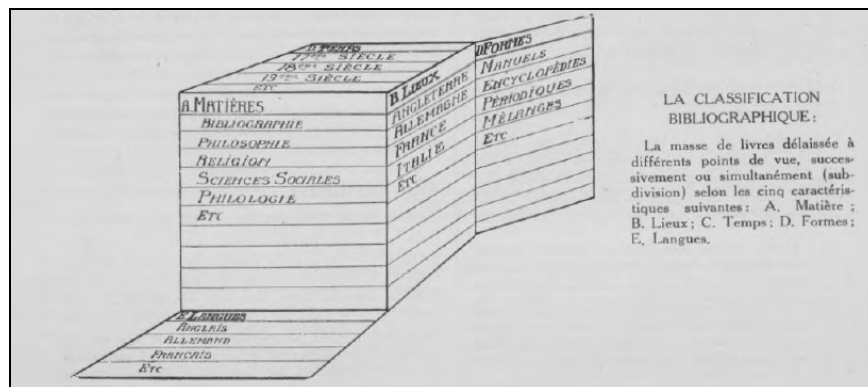 C TEMPS
17ème SIÈCLE
18ème SIÈCLE
19ème SIÈCLE
ETC
A. MATIÈRES
BIBLIOGRAPHIE
PHILOSOPHIE
RELIGION
SCIENCES SOCIALES
PHILOLOGIE
ETC
B. LIEUX
ANGLETERRE
ALLEMAGNE
FRANCE
ITALIE
ETC
D FORMES
MANUELS
ENCYCLOPÉDIES
PÉRIODIQUES
MÉLANGES
ETC
E LANGUES
ANGLAIS
ALLEMAND
FRANCAIS
ETC
LA CLASSIFICATION
BIBLIOGRAPHIQUE :
La masse de livres délaissée à
différents points de vue, succes-
sivement ou simultanément (sub-
division) selon les cinq caractéris-
tiques suivantes : A. Matière ;
B. Lieux ; C. Temps ; D. Formes ;
E. Langues.